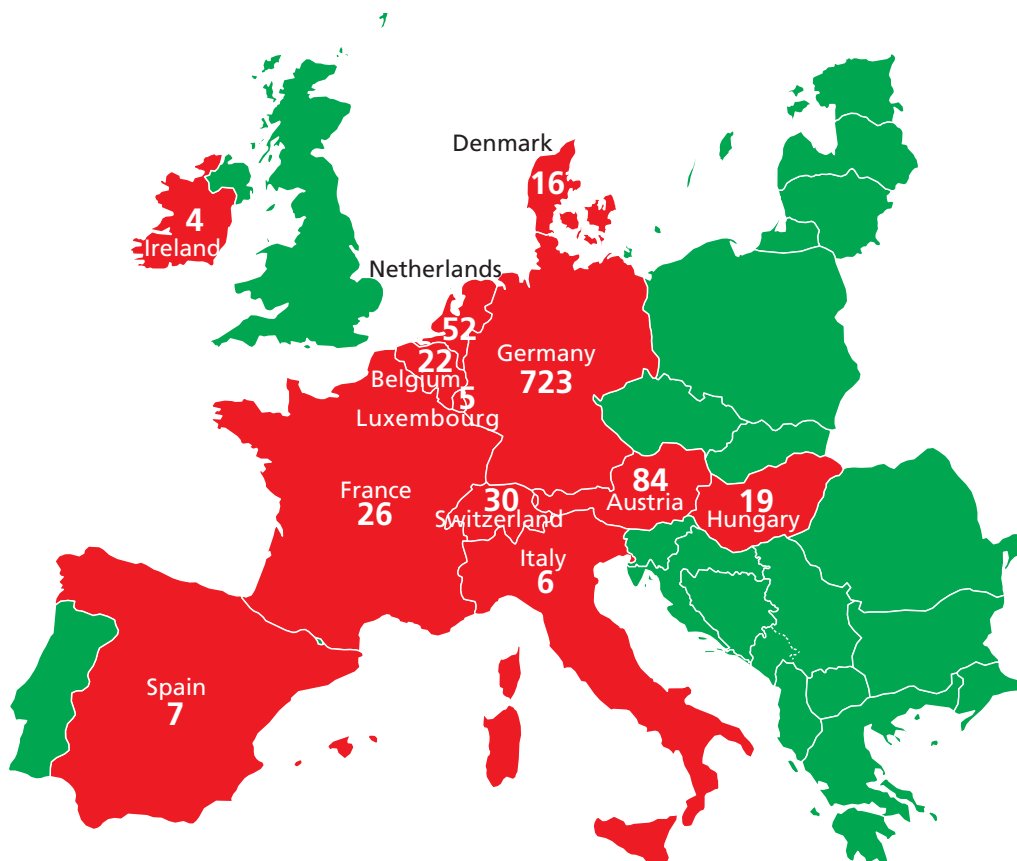 Denmark
16
4
Ireland
Netherlands
52
22
Belgium
5
Luxembourg
Germany
723
France
26
30
Switzerland
84
Austria
19
Hungary
Italy
6
Spain
7